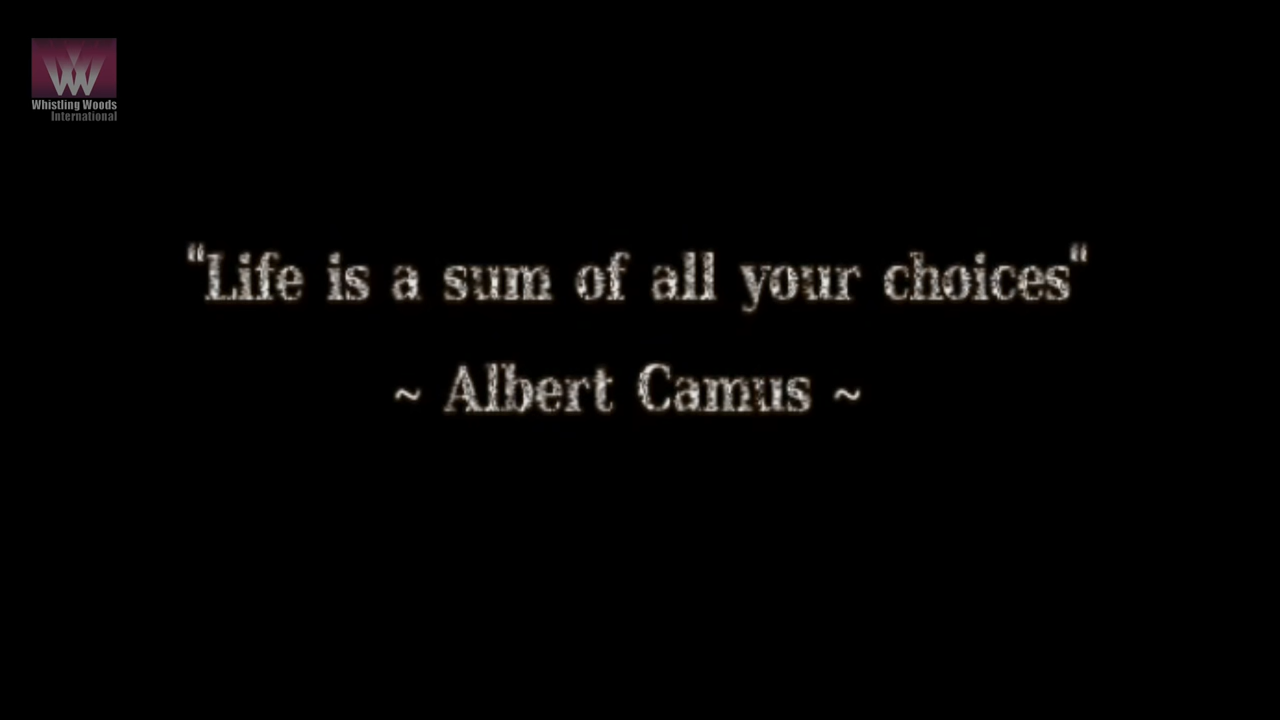 Whistling Woods
International
"Life is a sum of all your choices"
~ Albert Camus ~